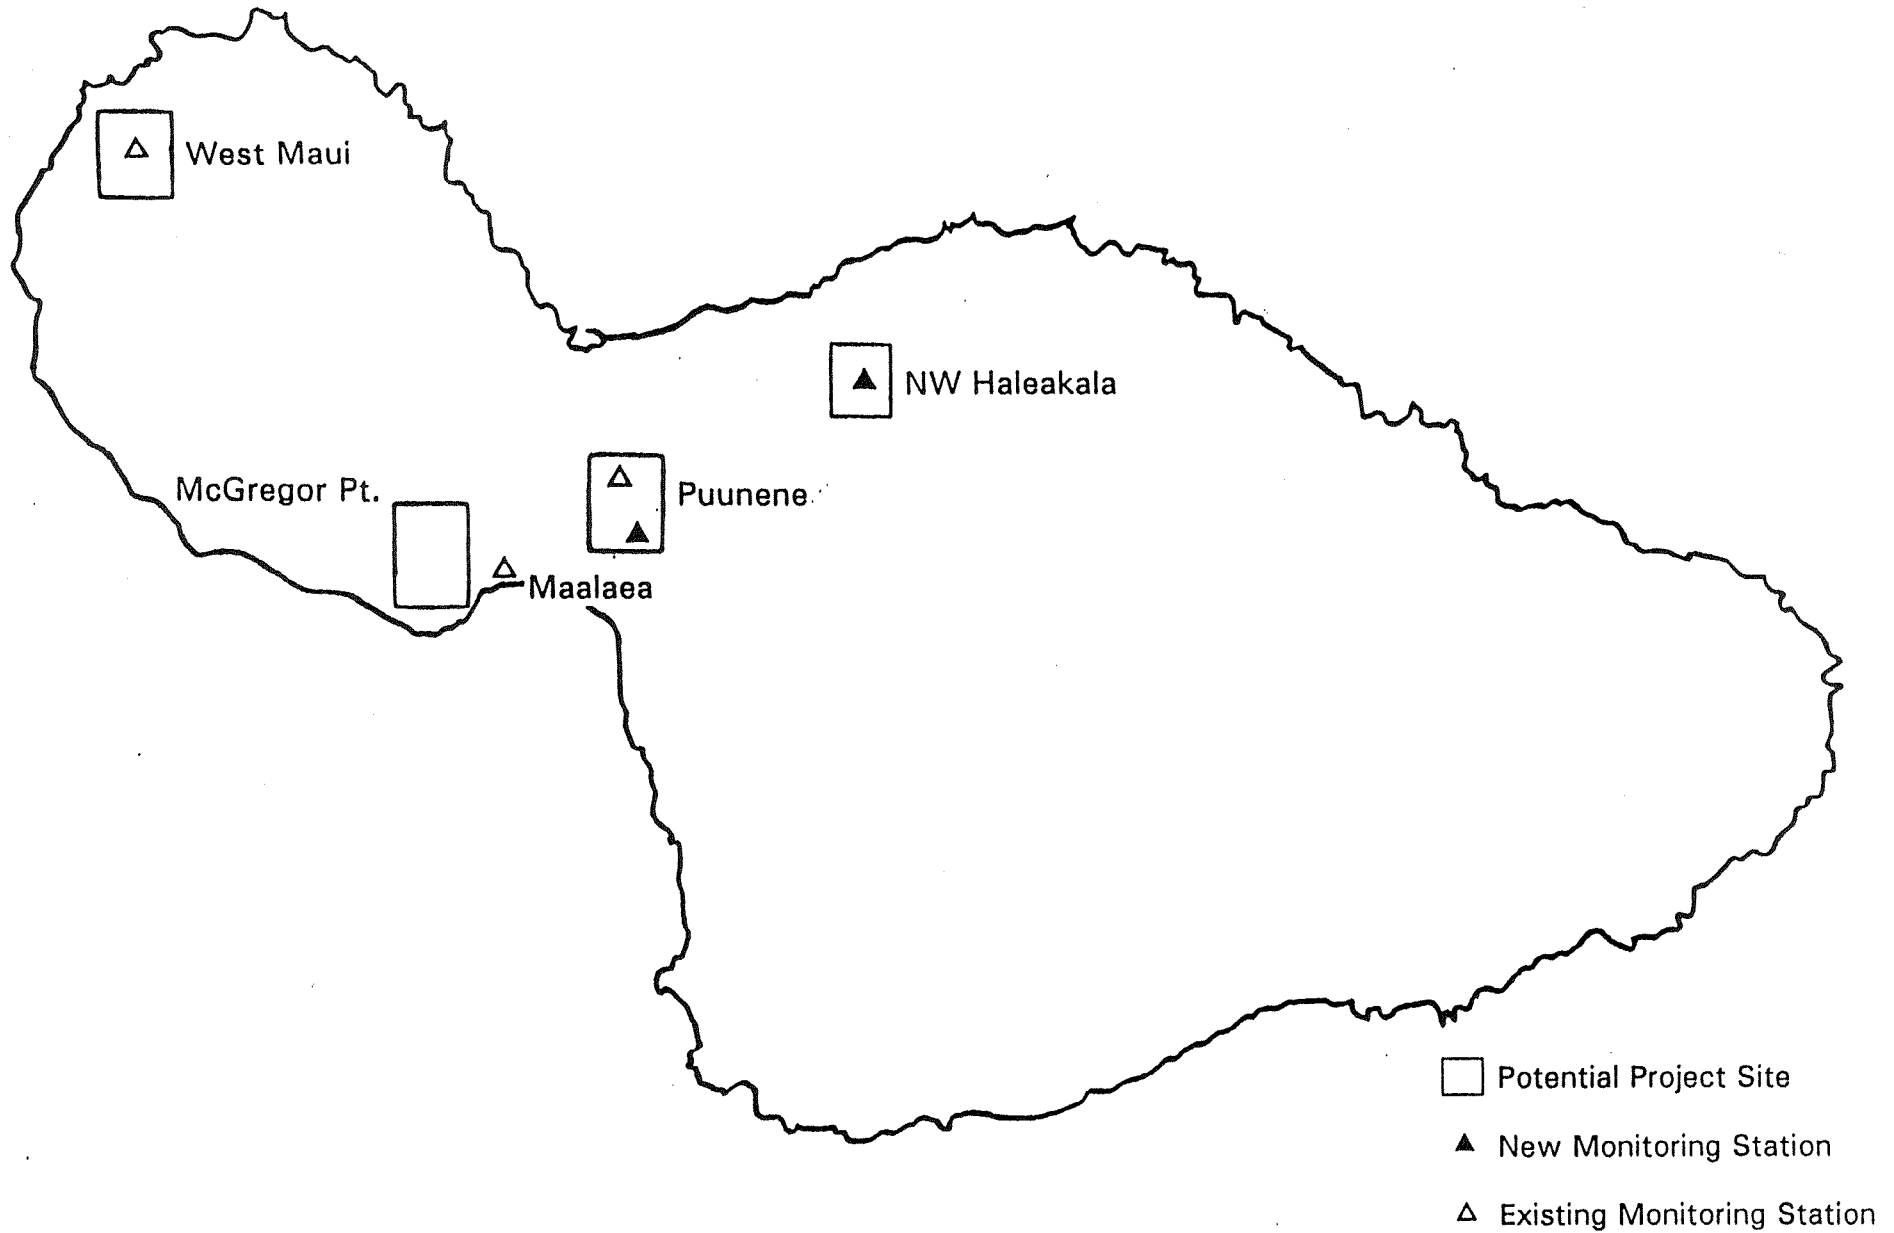 West Maui
NW Haleakala
McGregor Pt.
Puunene
Maalaea
Potential Project Site
New Monitoring Station
Existing Monitoring Station